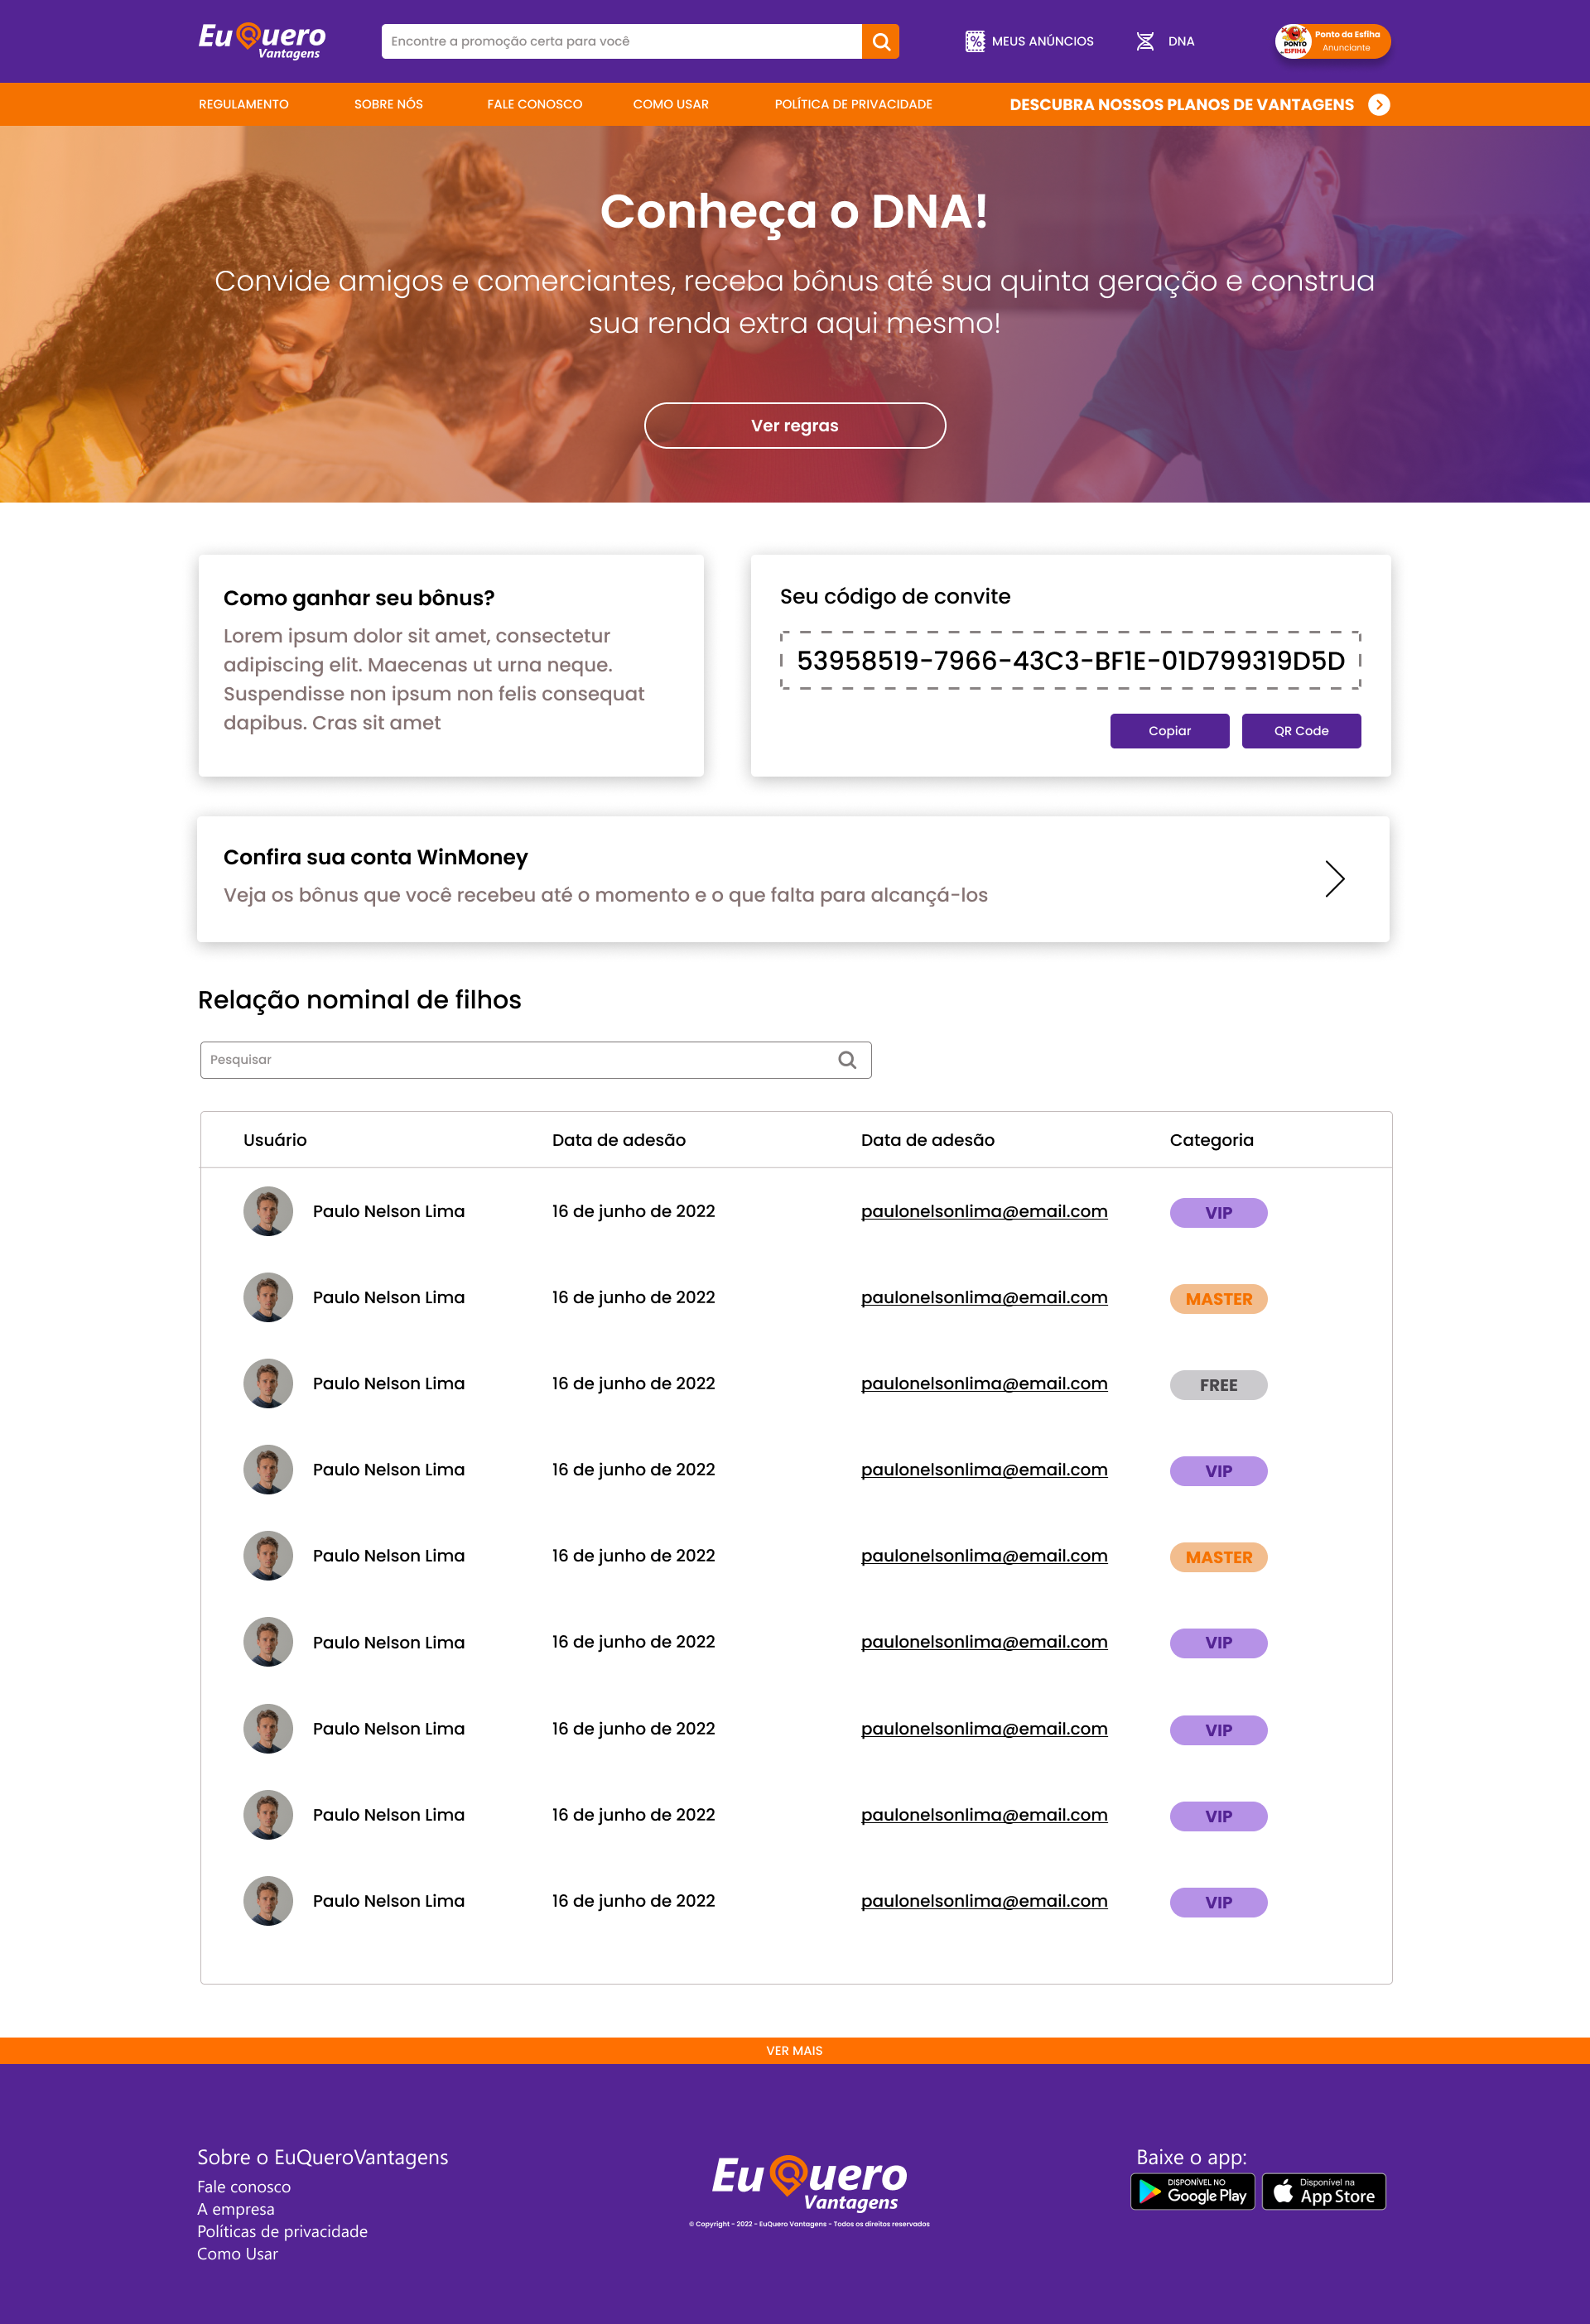 EuQuero
Vantagens
Encontre a promoção certa para você
MEUS ANÚNCIOS
DNA
PONTO
ESFIHA
Ponto da Esfiha
Anunciante
REGULAMENTO
SOBRE NÓS
FALE CONOSCO
COMO USAR
POLÍTICA DE PRIVACIDADE
DESCUBRA NOSSOS PLANOS DE VANTAGENS
Conheça o DNA!
Convide amigos e comerciantes, receba bônus até sua quinta geração e construa
sua renda extra aqui mesmo!
Ver regras
Como ganhar seu bônus?
Lorem ipsum dolor sit amet, consectetur
adipiscing elit. Maecenas ut urna neque.
Suspendisse non ipsum non felis consequat
dapibus. Cras sit amet
Seu código de convite
53958519-7966-43C3-BF1E-01D799319D5D
Copiar
QR Code
Confira sua conta WinMoney
Veja os bônus que você recebeu até o momento e o que falta para alcançá-los
Relação nominal de filhos
Pesquisar
Usuário Data de adesão Data de adesão Categoria
Paulo Nelson Lima 16 de junho de 2022 paulonelsonlima@email.com VIP
Paulo Nelson Lima 16 de junho de 2022 paulonelsonlima@email.com MASTER
Paulo Nelson Lima 16 de junho de 2022 paulonelsonlima@email.com FREE
Paulo Nelson Lima 16 de junho de 2022 paulonelsonlima@email.com VIP
Paulo Nelson Lima 16 de junho de 2022 paulonelsonlima@email.com MASTER
Paulo Nelson Lima 16 de junho de 2022 paulonelsonlima@email.com VIP
Paulo Nelson Lima 16 de junho de 2022 paulonelsonlima@email.com VIP
Paulo Nelson Lima 16 de junho de 2022 paulonelsonlima@email.com VIP
Paulo Nelson Lima 16 de junho de 2022 paulonelsonlima@email.com VIP
VER MAIS
Sobre o EuQueroVantagens
Fale conosco
A empresa
Políticas de privacidade
Como Usar
EuQuero
Vantagens
© Copyright - 2022 - EuQuero Vantagens - Todos os direitos reservados
Baixe o app:
DISPONÍVEL NO
Google Play
Disponível na
App Store